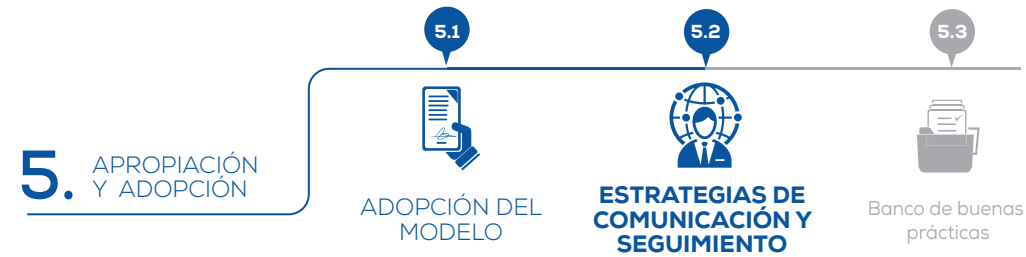 5.1
5.2
5.3
5. APROPIACIÓN
Y ADOPCIÓN
ADOPCIÓN DEL
MODELO
ESTRATEGIAS DE
COMUNICACIÓN Y
SEGUIMIENTO
Banco de buenas
prácticas